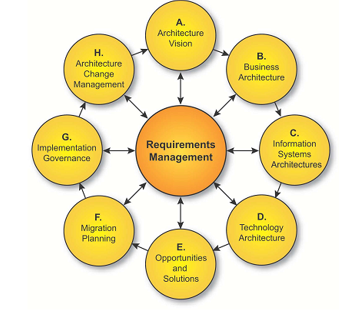 A.
Architecture
Vision
B.
Business
Architecture
C.
Information
Systems
Architectures
D.
Technology
Architecture
E.
Opportunities
and
Solutions
F.
Migration
Planning
G.
Implementation
Governance
H.
Architecture
Change
Management
Requirements
Management